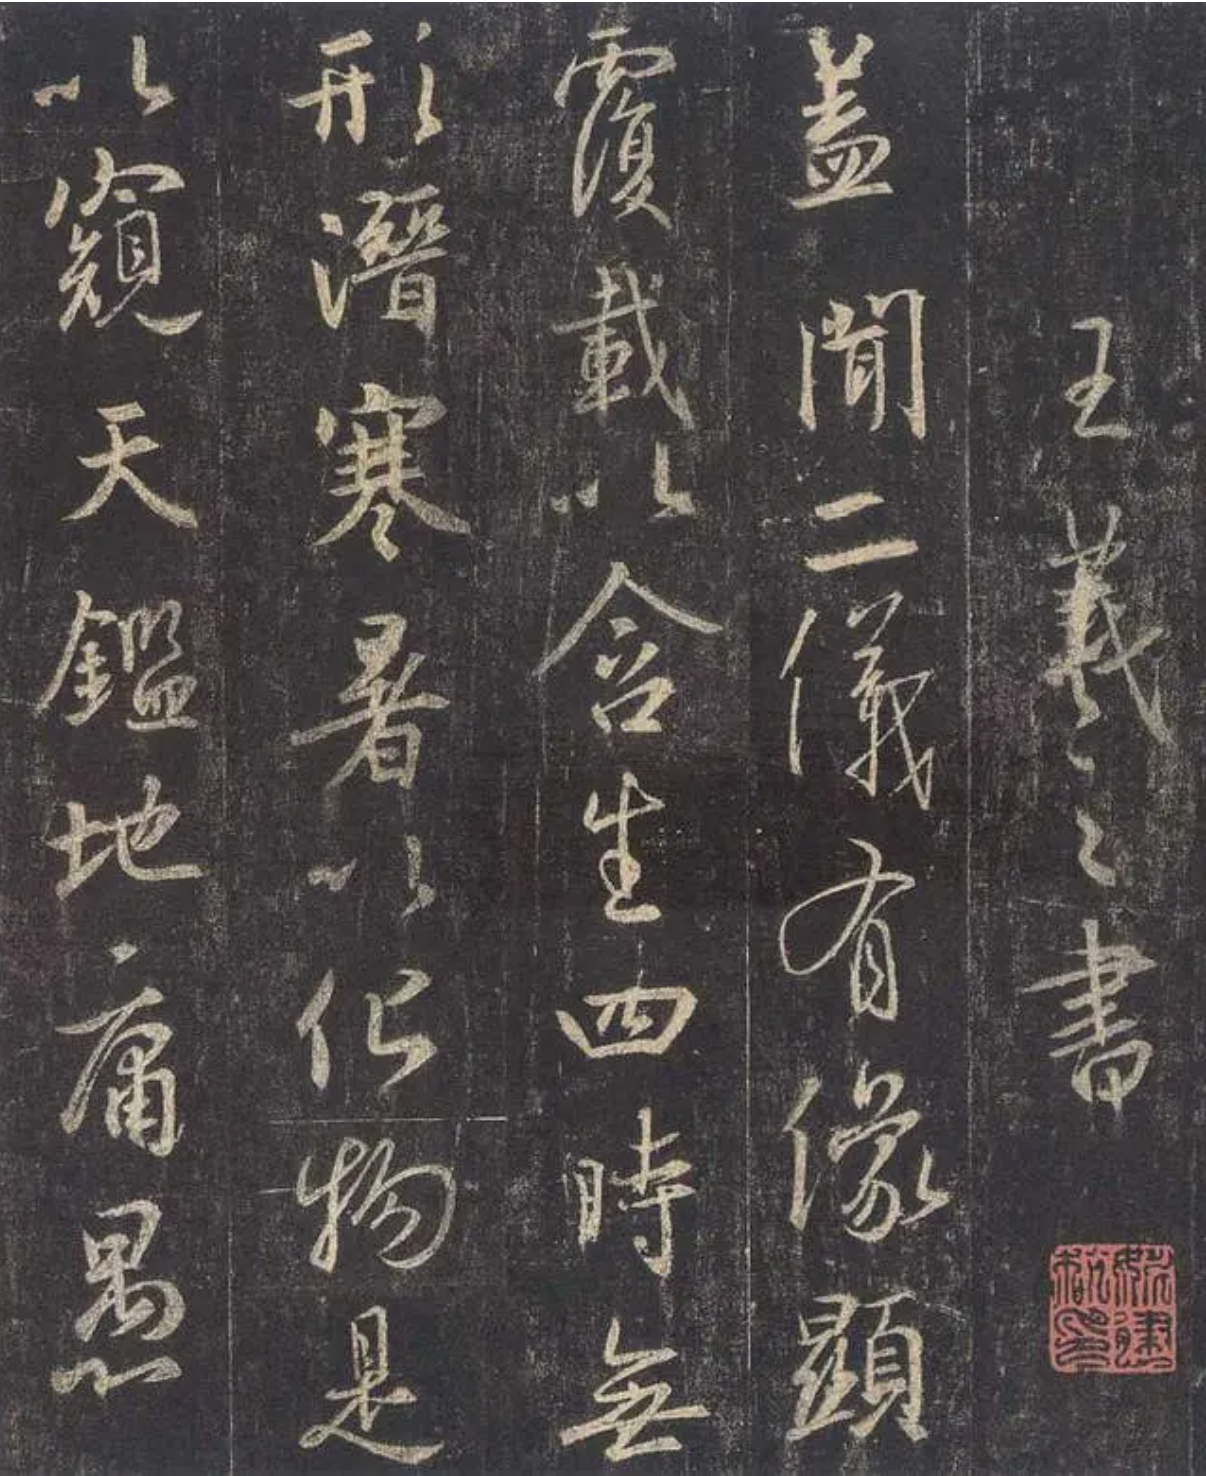 王羲之書
蓋聞二儀有像顯
覆載以含生四時無
形潛寒暑以化物是
以窺天鑑地庸愚